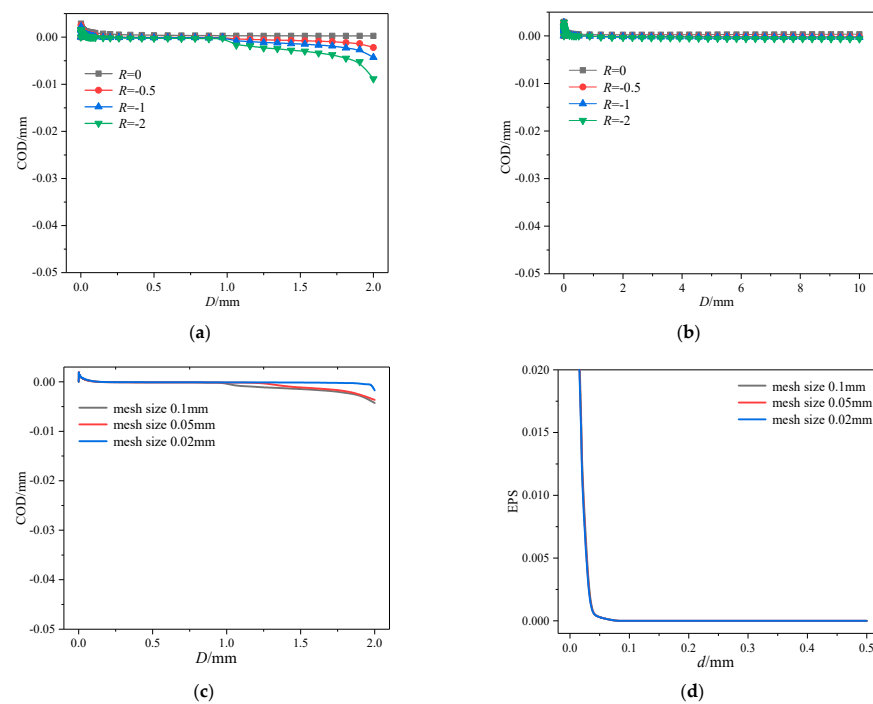 0.00
-0.01
-0.02
-0.03
-0.04
-0.05
COD/mm
R=0
R=-0.5
R=-1
R=-2
0.0 0.5 1.0 1.5 2.0
D/mm
(a)
0.00
-0.01
-0.02
-0.03
-0.04
-0.05
COD/mm
R=0
R=-0.5
R=-1
R=-2
0 2 4 6 8 10
D/mm
(b)
0.00
-0.01
-0.02
-0.03
-0.04
-0.05
COD/mm
mesh size 0.1mm
mesh size 0.05mm
mesh size 0.02mm
0.0 0.5 1.0 1.5 2.0
D/mm
(c)
0.020
0.015
0.010
0.005
0.000
EPS
mesh size 0.1mm
mesh size 0.05mm
mesh size 0.02mm
0.0 0.1 0.2 0.3 0.4 0.5
d/mm
(d)